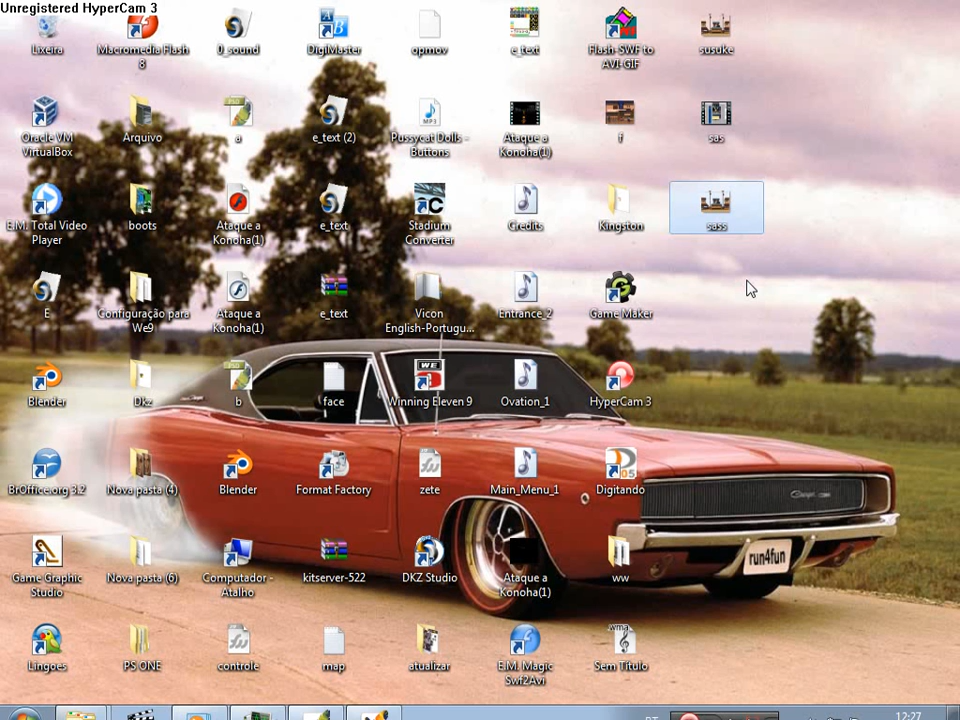 Unregistered HyperCam 3
Lixeira
Macromedia Flash
8
0_sound
DigiMaster
opmov
e_text
Flash-SWF to
AVI-GIF
susuke
Oracle VM
VirtualBox
Arquivo
a
e_text (2)
MP3
Pussycat Dolls -
Buttons
Ataque a
Konoha(1)
f
sas
E.M. Total Video
Player
boots
Ataque a
Konoha(1)
e_text
Stadium
Converter
Credits
Kingston
sass
E
Configuração para
We9
Ataque a
Konoha(1)
e_text
Vicon
English-Portugu...
Entrance_2
Game Maker
Blender
Dkz
b
face
WE
Winning Eleven 9
Ovation_1
HyperCam 3
BrOffice.org 3.2
Nova pasta (4)
Blender
Format Factory
zete
Main_Menu_1
Digitando
run4fun
Game Graphic
Studio
Nova pasta (6)
Computador -
Atalho
kitserver-522
DKZ Studio
Ataque a
Konoha(1)
ww
Lingoes
PS ONE
controle
map
atualizar
E.M. Magic
Swf2Avi
wma
Sem Título
PT
12:27